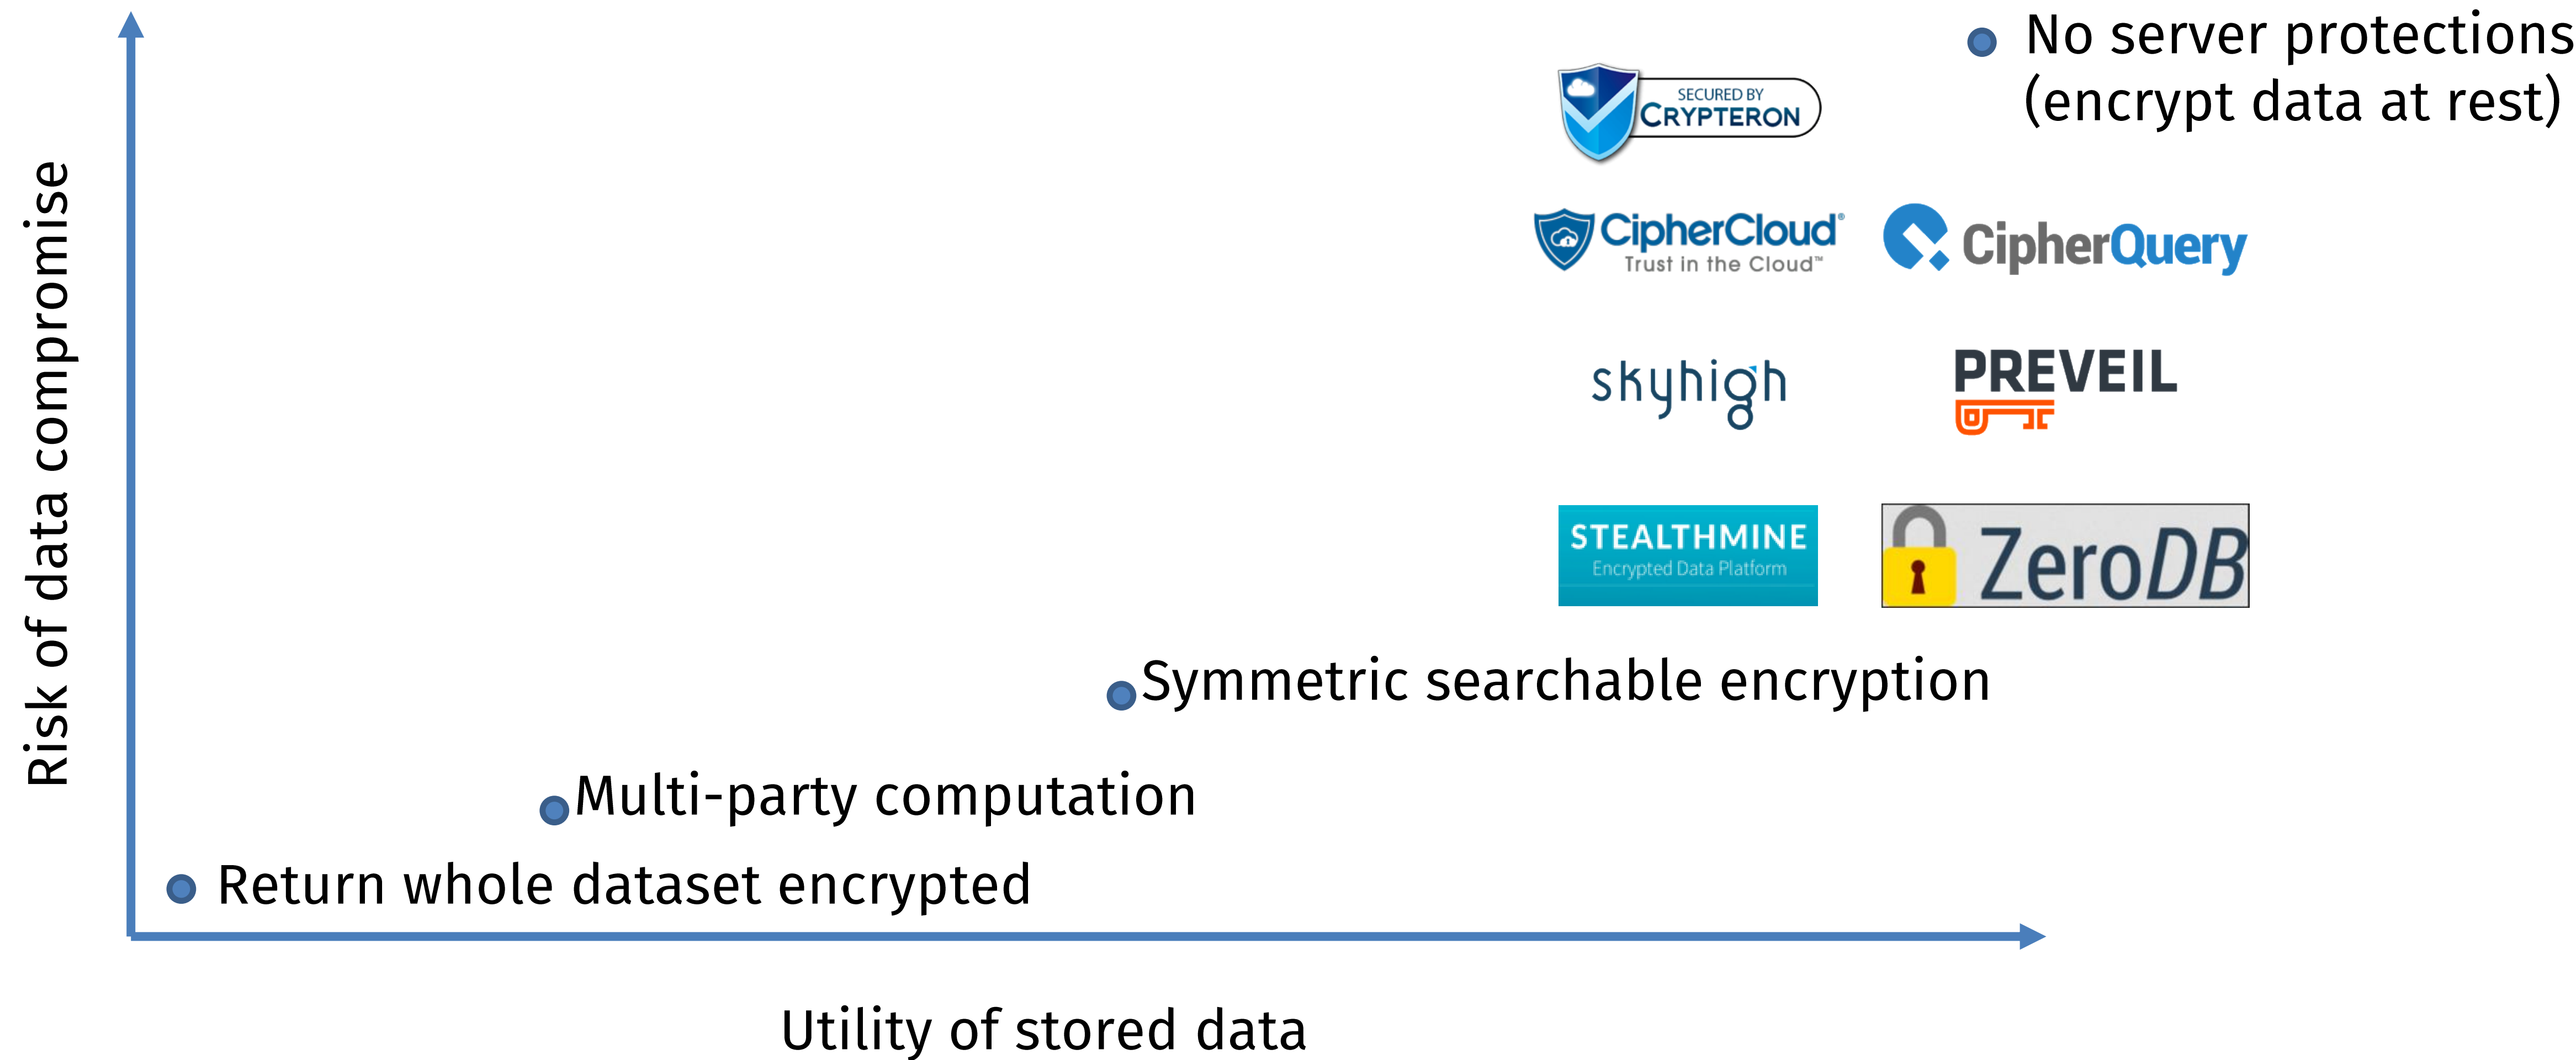 No server protections
(encrypt data at rest)
SECURED BY
CRYPTERON
CipherCloud®
Trust in the Cloud™
CipherQuery
skyhigh
PREVEIL
STEALTHMINE
Encrypted Data Platform
ZeroDB
Risk of data compromise
Symmetric searchable encryption
Multi-party computation
Return whole dataset encrypted
Utility of stored data